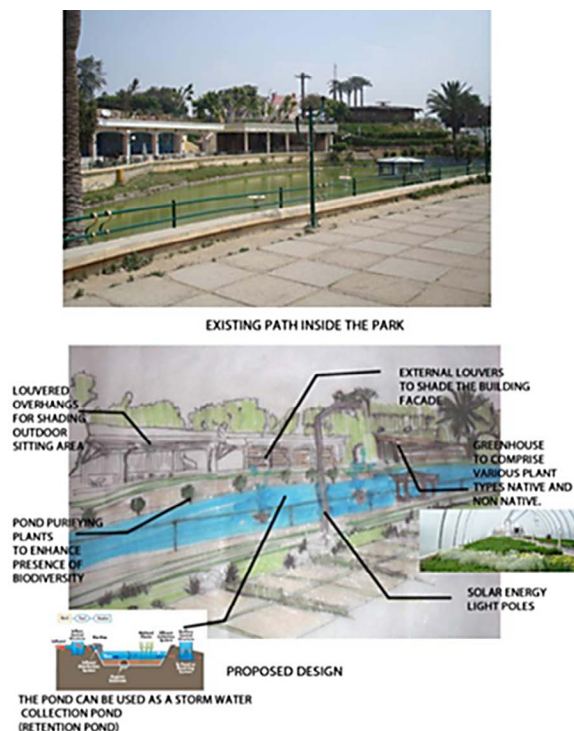 EXISTING PATH INSIDE THE PARK
LOUVERED
OVERHANGS
FOR SHADING
OUTDOOR
SITTING AREA
EXTERNAL LOUVERS
TO SHADE THE BUILDING
FACADE
GREENHOUSE
TO COMPRISE
VARIOUS PLANT
TYPES NATIVE AND
NON NATIVE.
POND PURIFYING
PLANTS
TO ENHANCE
PRESENCE OF
BIODIVERSITY
SOLAR ENERGY
LIGHT POLES
PROPOSED DESIGN
THE POND CAN BE USED AS A STORM WATER
COLLECTION POND
(RETENTION POND)